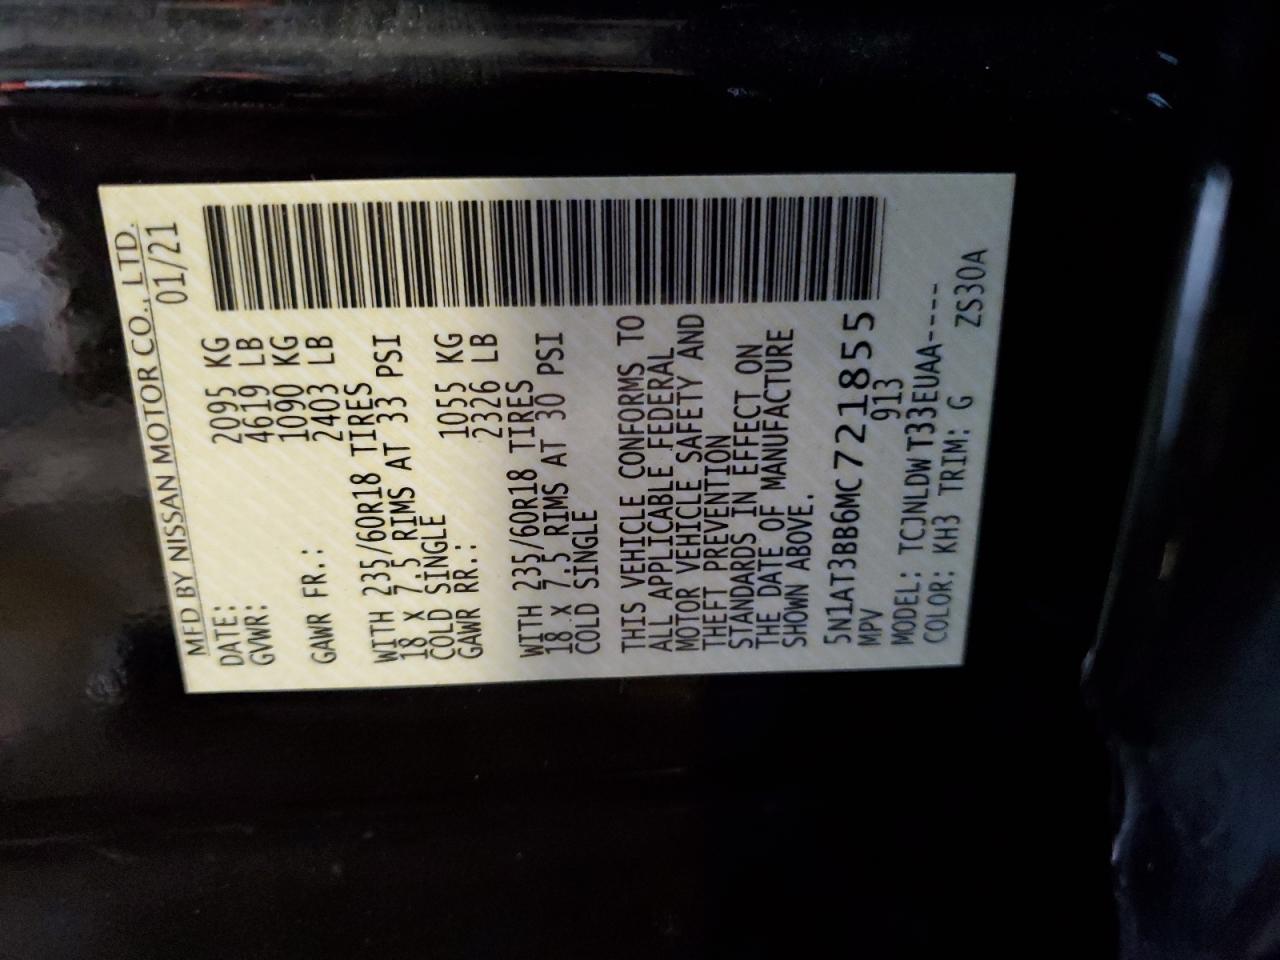 MFD BY NISSAN MOTOR CO., LTD.
DATE: 01/21
GVWR: 2095 KG
4619 LB
GAWR FR.: 1090 KG
2403 LB
WITH 235/60R18 TIRES
18 X 7.5 RIMS AT 33 PSI
COLD SINGLE
GAWR RR.: 1055 KG
2326 LB
WITH 235/60R18 TIRES
18 X 7.5 RIMS AT 30 PSI
COLD SINGLE
THIS VEHICLE CONFORMS TO
ALL APPLICABLE FEDERAL
MOTOR VEHICLE SAFETY AND
THEFT PREVENTION
STANDARDS IN EFFECT ON
THE DATE OF MANUFACTURE
SHOWN ABOVE.
5N1AT3BB6MC721855
MPV 913
MODEL: TCJNLDW T33EUAA----
COLOR: KH3 TRIM: G ZS30A